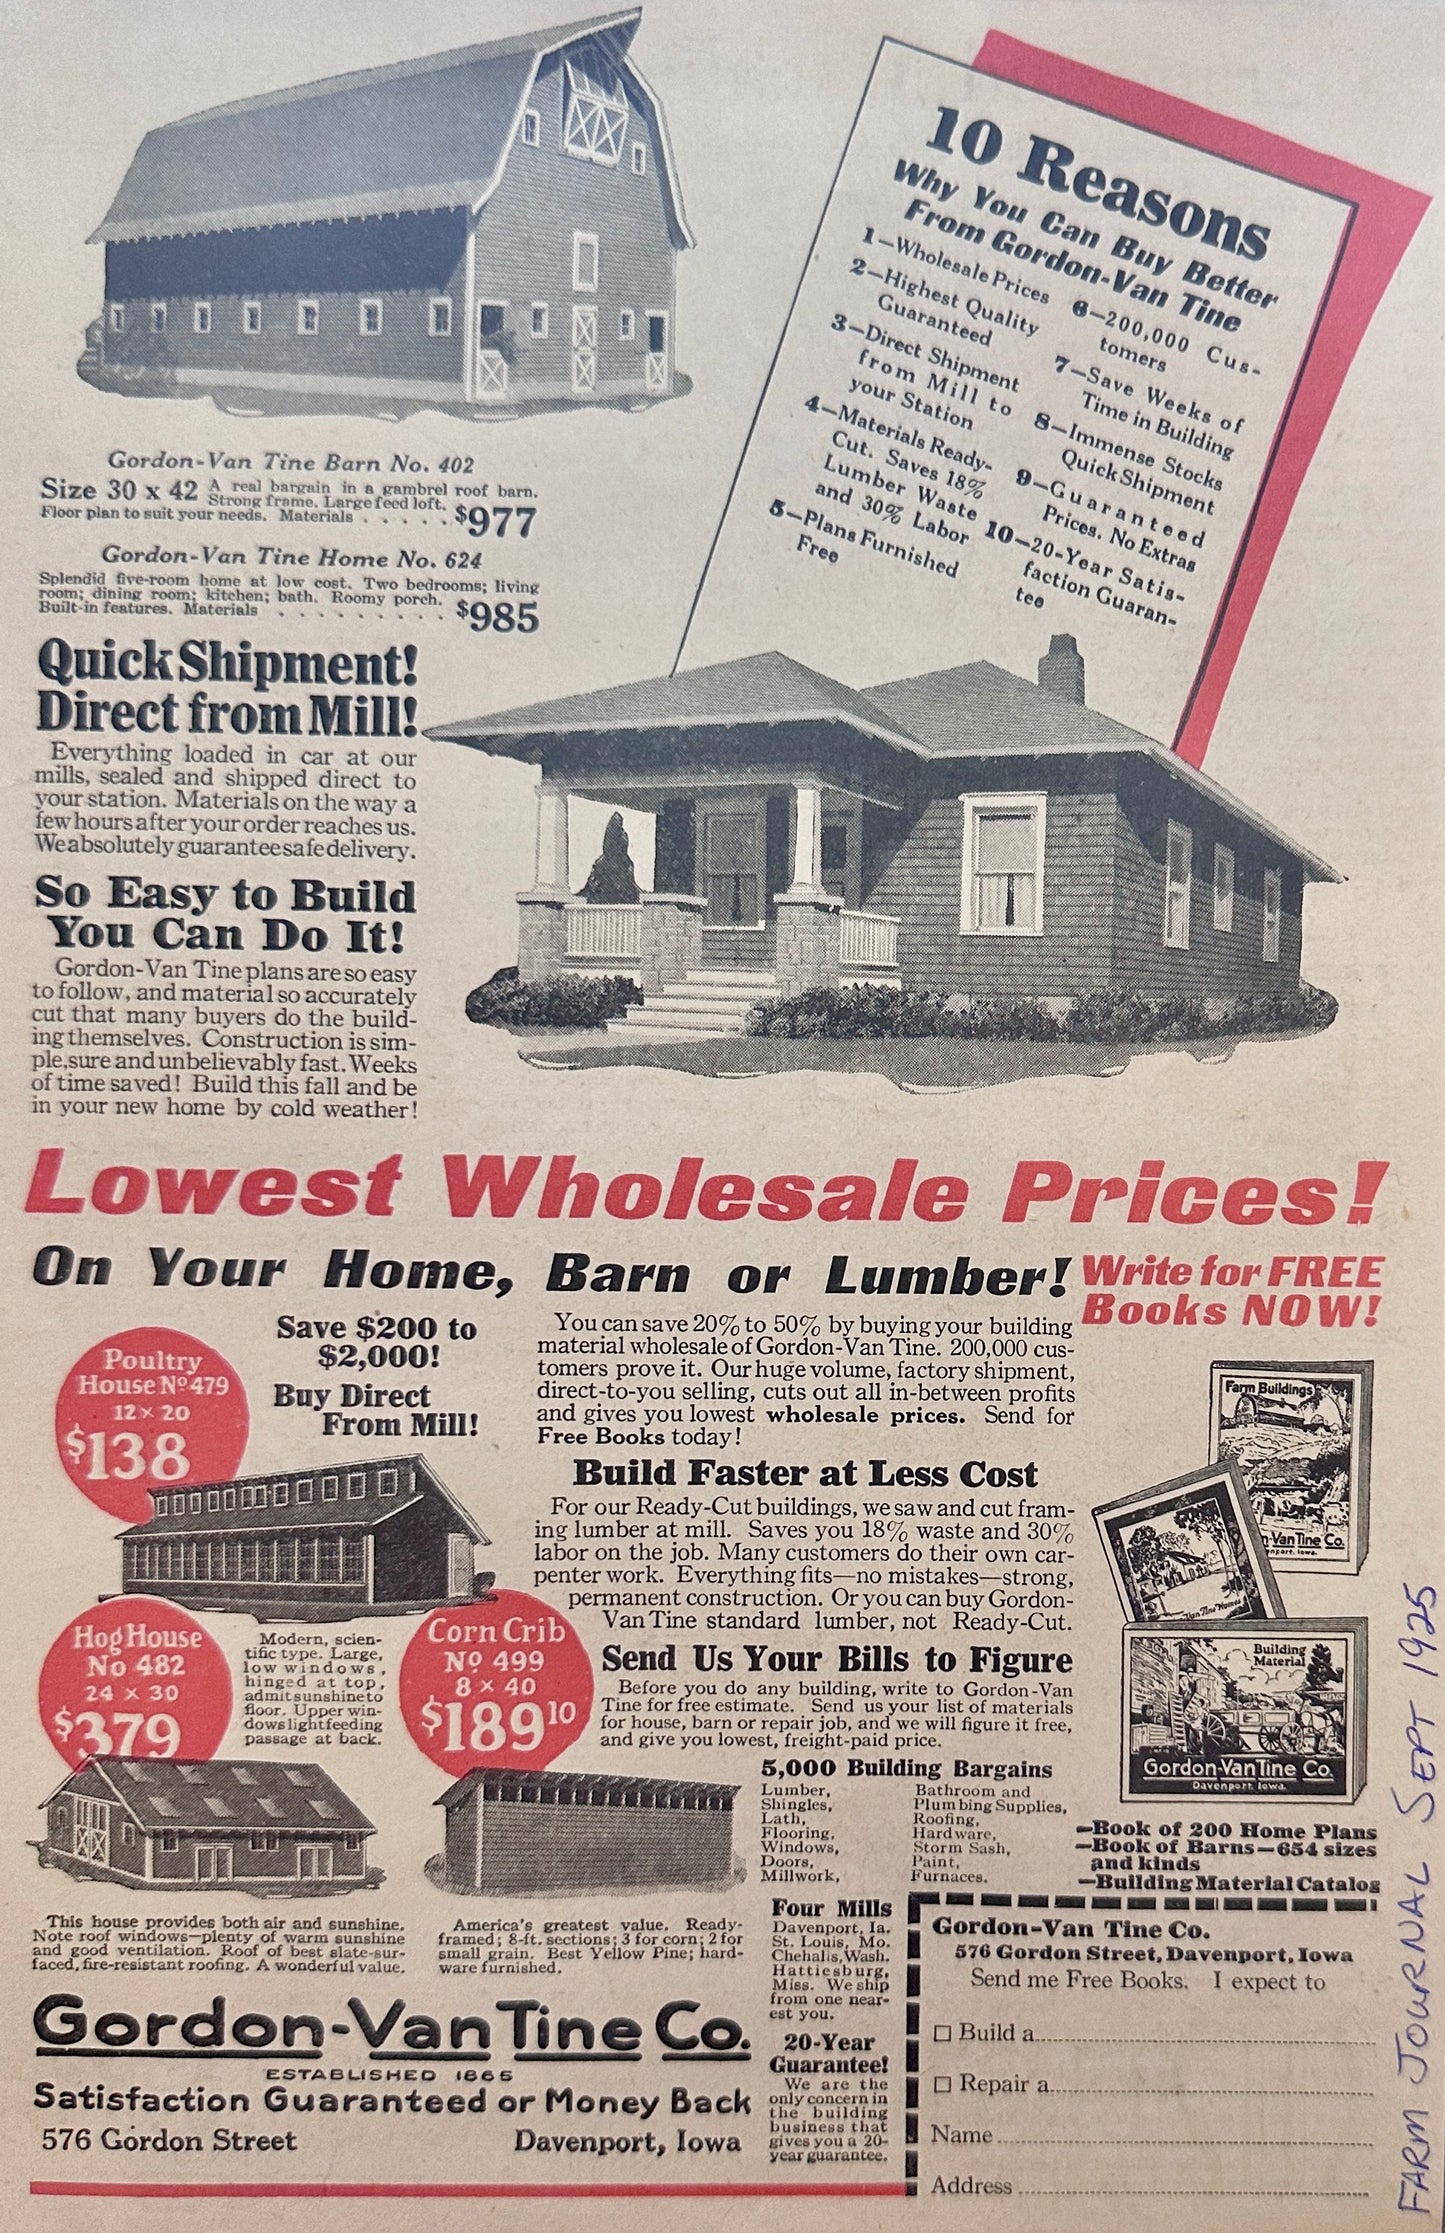 10 Reasons
Why You Can Buy Better
From Gordon-Van Tine
1—Wholesale Prices
2—Highest Quality
Guaranteed
3—Direct Shipment
from Mill to
your Station
4—Materials Ready-
Cut. Saves 18%
Lumber Waste
and 30% Labor
5—Plans Furnished
Free
6—200,000 Cus-
tomers
7—Save Weeks of
Time in Building
8—Immense Stocks
Quick Shipment
9—Guaranteed
Prices. No Extras
10—20-Year Satis-
faction Guaran-
tee
Gordon-Van Tine Barn No. 402
Size 30 x 42 A real bargain in a gambrel roof barn.
Strong frame. Large feed loft.
Floor plan to suit your needs. Materials . . . . . $977
Gordon-Van Tine Home No. 624
Splendid five-room home at low cost. Two bedrooms; living
room; dining room; kitchen; bath. Roomy porch.
Built-in features. Materials . . . . . . . . . $985
Quick Shipment!
Direct from Mill!
Everything loaded in car at our
mills, sealed and shipped direct to
your station. Materials on the way a
few hours after your order reaches us.
We absolutely guarantee safe delivery.
So Easy to Build
You Can Do It!
Gordon-Van Tine plans are so easy
to follow, and material so accurately
cut that many buyers do the build-
ing themselves. Construction is sim-
ple, sure and unbelievably fast. Weeks
of time saved! Build this fall and be
in your new home by cold weather!
Lowest Wholesale Prices!
On Your Home, Barn or Lumber!
Write for FREE
Books NOW!
Save $200 to
$2,000!
Buy Direct
From Mill!
Poultry
House No 479
12 x 20
$138
You can save 20% to 50% by buying your building
material wholesale of Gordon-Van Tine. 200,000 cus-
tomers prove it. Our huge volume, factory shipment,
direct-to-you selling, cuts out all in-between profits
and gives you lowest wholesale prices. Send for
Free Books today!
Build Faster at Less Cost
For our Ready-Cut buildings, we saw and cut fram-
ing lumber at mill. Saves you 18% waste and 30%
labor on the job. Many customers do their own car-
penter work. Everything fits—no mistakes—strong,
permanent construction. Or you can buy Gordon-
Van Tine standard lumber, not Ready-Cut.
Hog House
No 482
24 x 30
$379
Modern, scien-
tific type. Large,
low windows,
hinged at top,
admit sunshine to
floor. Upper win-
dows light feeding
passage at back.
Corn Crib
No 499
8 x 40
$189 10
Send Us Your Bills to Figure
Before you do any building, write to Gordon-Van
Tine for free estimate. Send us your list of materials
for house, barn or repair job, and we will figure it free,
and give you lowest, freight-paid price.
5,000 Building Bargains
Lumber,
Shingles,
Lath,
Flooring,
Windows,
Doors,
Millwork,
Bathroom and
Plumbing Supplies,
Roofing,
Hardware,
Storm Sash,
Paint,
Furnaces.
Farm Buildings
n-Van Tine Co.
Van Tine Homes
Building
Material
Gordon-Van Tine Co.
Davenport. Iowa.
—Book of 200 Home Plans
—Book of Barns—654 sizes
and kinds
—Building Material Catalog
This house provides both air and sunshine.
Note roof windows—plenty of warm sunshine
and good ventilation. Roof of best slate-sur-
faced, fire-resistant roofing. A wonderful value.
America's greatest value. Ready-
framed; 8-ft. sections; 3 for corn; 2 for
small grain. Best Yellow Pine; hard-
ware furnished.
Four Mills
Davenport, Ia.
St. Louis, Mo.
Chehalis, Wash.
Hattiesburg,
Miss. We ship
from one near-
est you.
20-Year
Guarantee!
We are the
only concern in
the building
business that
gives you a 20-
year guarantee.
Gordon-Van Tine Co.
ESTABLISHED 1865
Satisfaction Guaranteed or Money Back
576 Gordon Street Davenport, Iowa
Gordon-Van Tine Co.
576 Gordon Street, Davenport, Iowa
Send me Free Books. I expect to
Build a
Repair a
Name
Address
FARM JOURNAL SEPT 1925